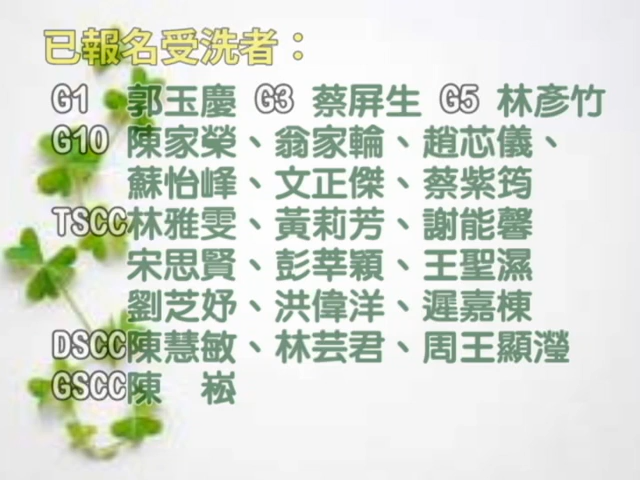 已報名受洗者：
G1 郭玉慶 G3 蔡屏生 G5 林彥竹
G10 陳家榮、翁家輪、趙芯儀、
蘇怡峰、文正傑、蔡紫筠
TSCC林雅雯、黃莉芳、謝能馨
宋思賢、彭莘穎、王聖濕
劉芝妤、洪偉洋、遲嘉棟
DSCC陳慧敏、林芸君、周王顯瀅
GSCC陳 崧